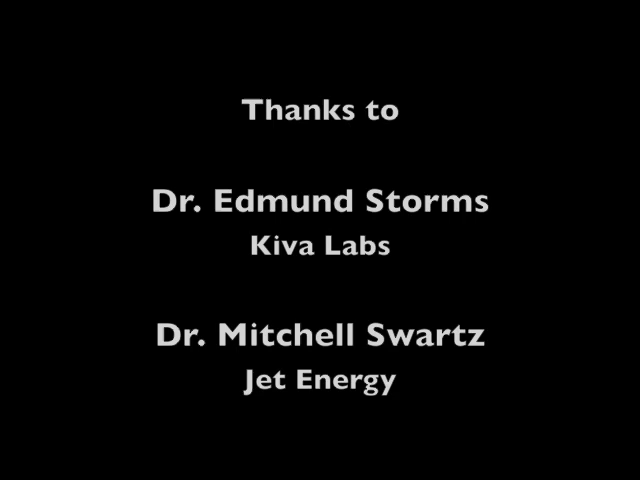 Thanks to
Dr. Edmund Storms
Kiva Labs
Dr. Mitchell Swartz
Jet Energy